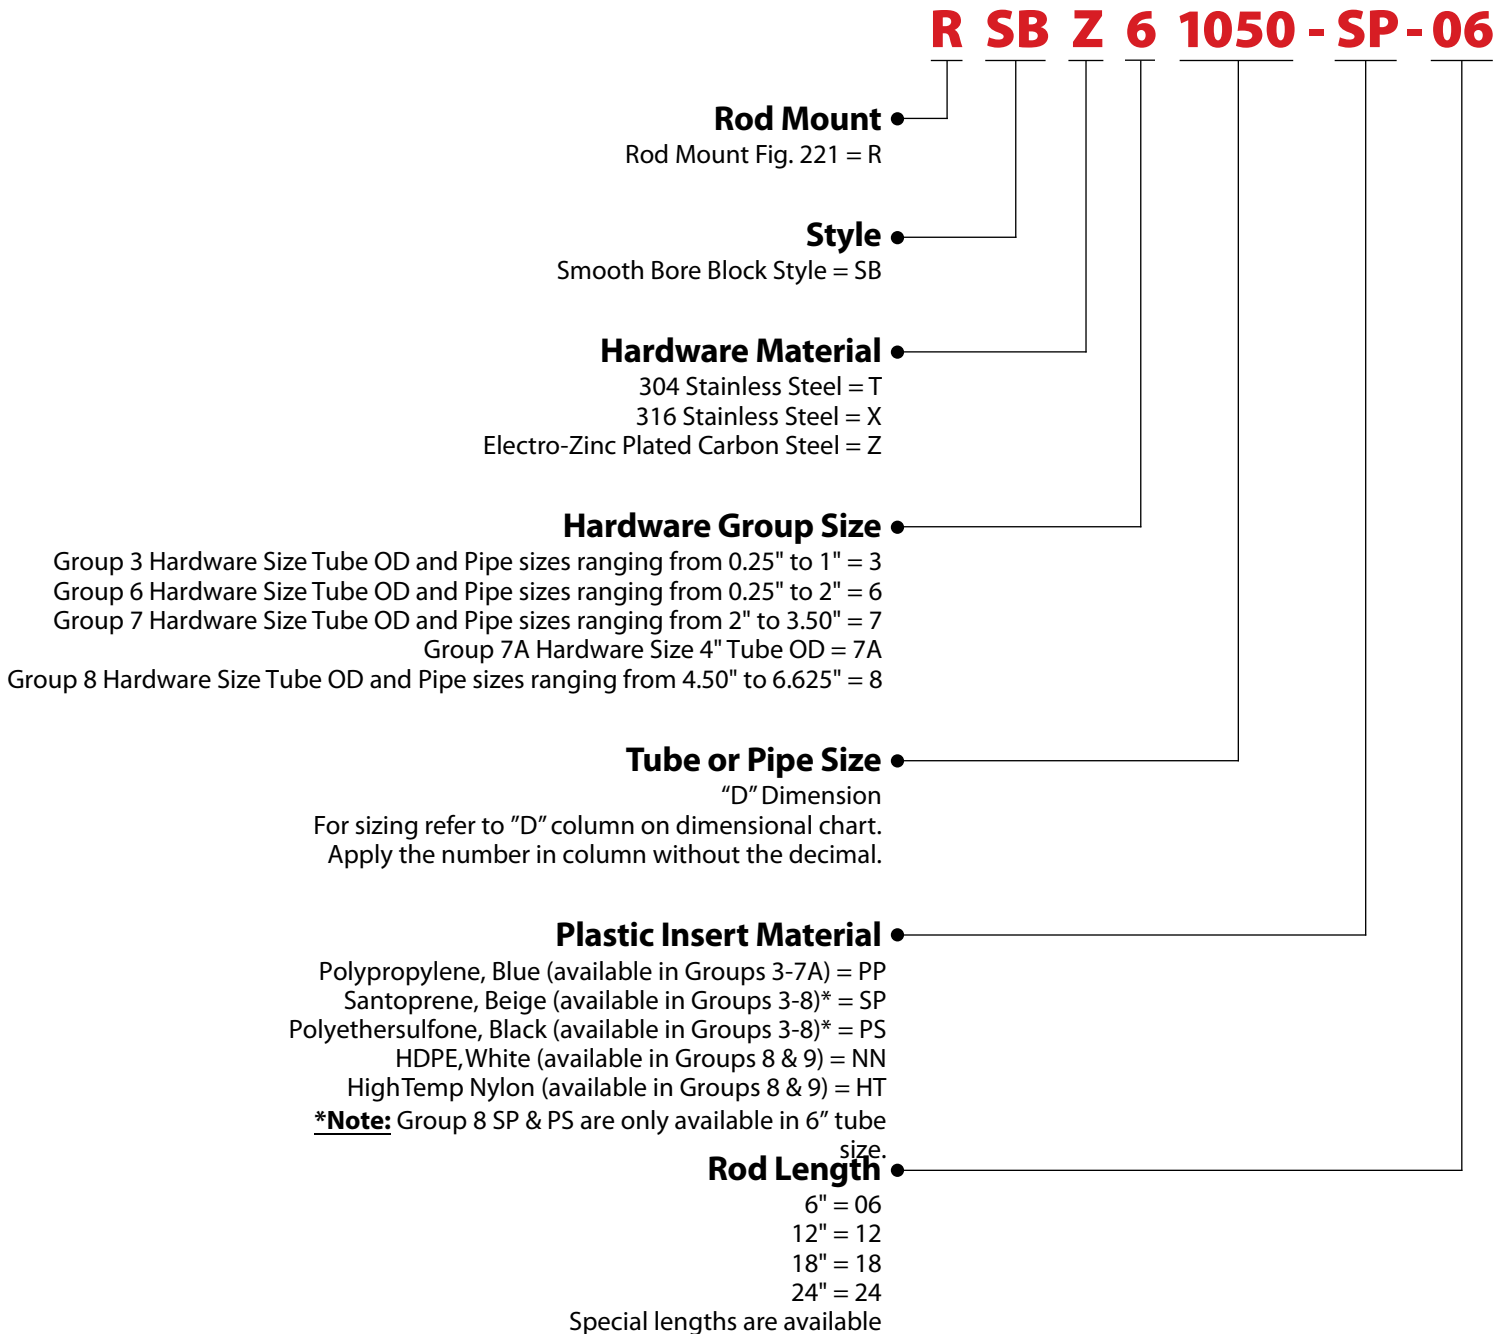 R SB Z 6 1050 - SP - 06
Rod Mount
Rod Mount Fig. 221 = R
Style
Smooth Bore Block Style = SB
Hardware Material
304 Stainless Steel = T
316 Stainless Steel = X
Electro-Zinc Plated Carbon Steel = Z
Hardware Group Size
Group 3 Hardware Size Tube OD and Pipe sizes ranging from 0.25" to 1" = 3
Group 6 Hardware Size Tube OD and Pipe sizes ranging from 0.25" to 2" = 6
Group 7 Hardware Size Tube OD and Pipe sizes ranging from 2" to 3.50" = 7
Group 7A Hardware Size 4" Tube OD = 7A
Group 8 Hardware Size Tube OD and Pipe sizes ranging from 4.50" to 6.625" = 8
Tube or Pipe Size
“D” Dimension
For sizing refer to ”D” column on dimensional chart.
Apply the number in column without the decimal.
Plastic Insert Material
Polypropylene, Blue (available in Groups 3-7A) = PP
Santoprene, Beige (available in Groups 3-8)* = SP
Polyethersulfone, Black (available in Groups 3-8)* = PS
HDPE, White (available in Groups 8 & 9) = NN
High Temp Nylon (available in Groups 8 & 9) = HT
*Note: Group 8 SP & PS are only available in 6” tube
size.
Rod Length
6" = 06
12" = 12
18" = 18
24" = 24
Special lengths are available